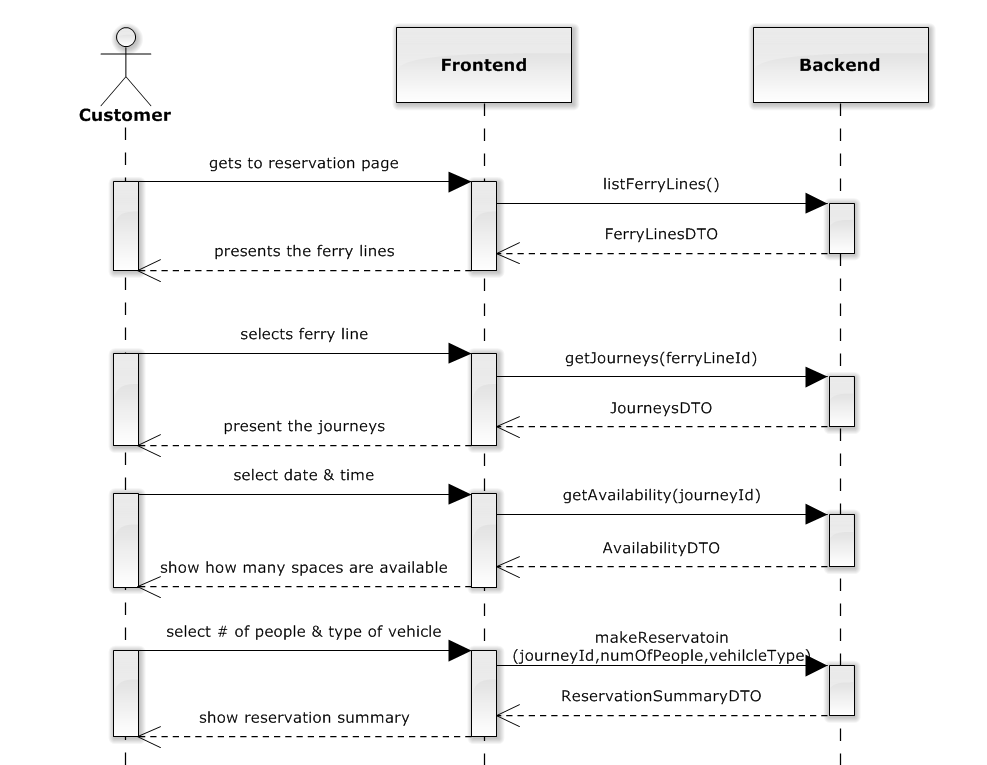 Customer
Frontend
Backend
gets to reservation page
listFerryLines()
FerryLinesDTO
presents the ferry lines
selects ferry line
getJourneys(ferryLineId)
JourneysDTO
present the journeys
select date & time
getAvailability(journeyId)
AvailabilityDTO
show how many spaces are available
select # of people & type of vehicle
makeReservatoin
(journeyId,numOfPeople,vehilcleType)
ReservationSummaryDTO
show reservation summary